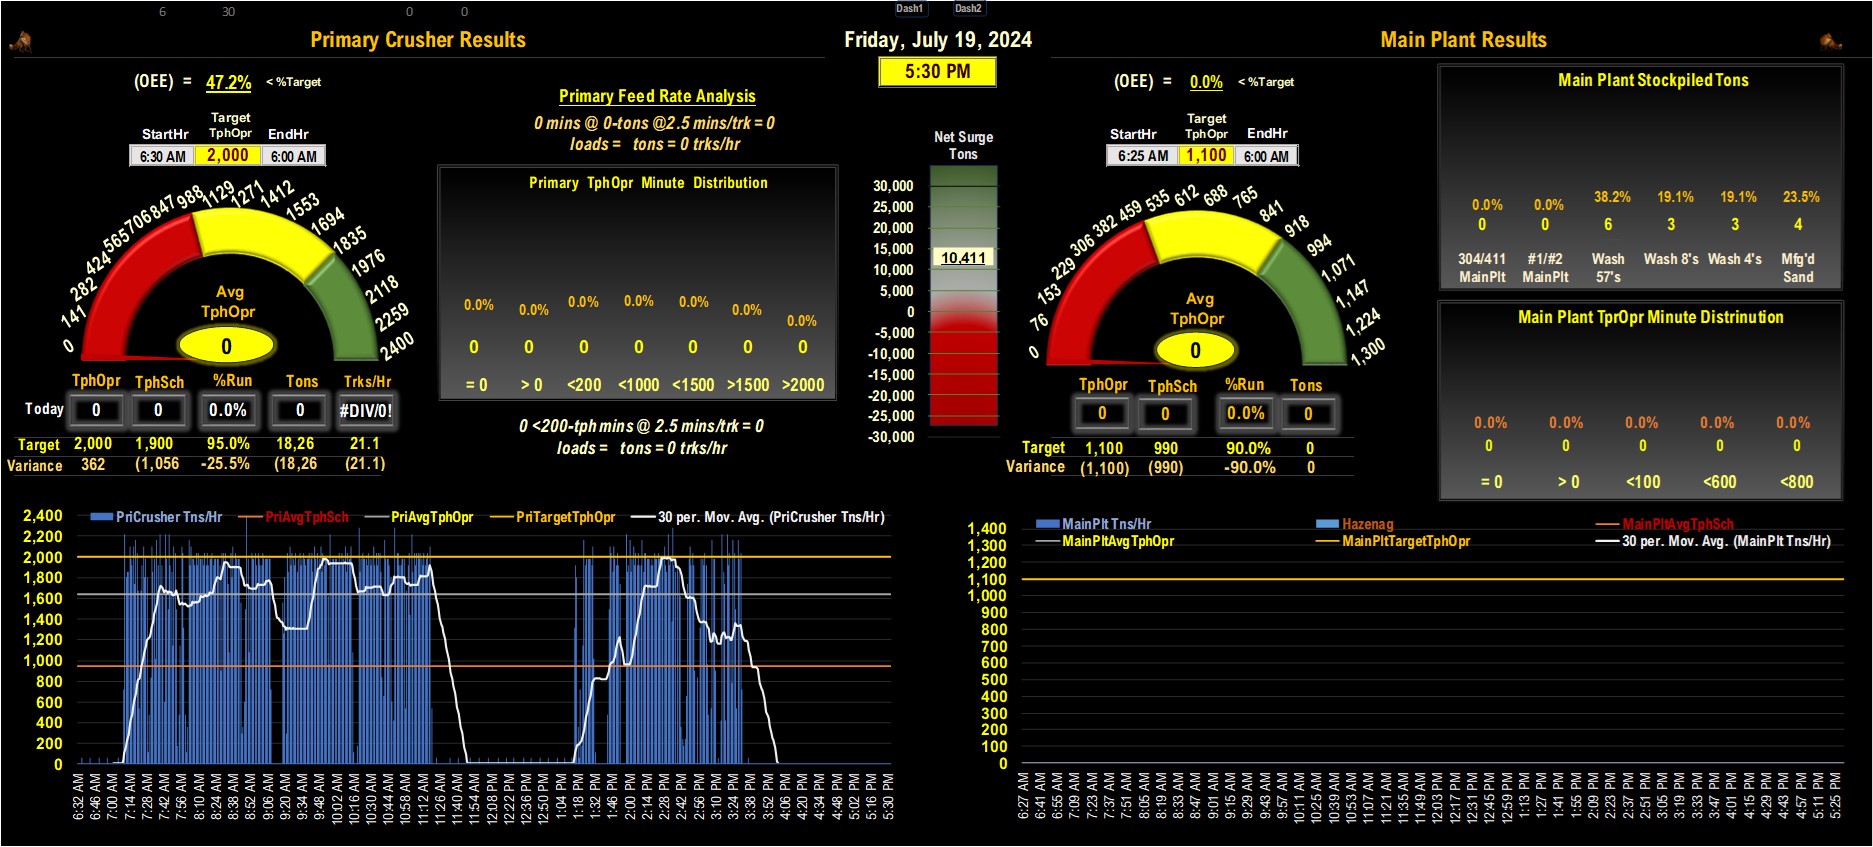 6 30 0 0 Dash1 Dash2
Primary Crusher Results
Friday, July 19, 2024
Main Plant Results
5:30 PM
(OEE) = 47.2% < %Target
StartHr Target TphOpr EndHr
6:30 AM 2,000 6:00 AM
0 141 282 424 565 706 847 988 1129 1271 1412 1553 1694 1835 1976 2118 2259 2400
Avg
TphOpr
0
TphOpr TphSch %Run Tons Trks/Hr
Today 0 0 0.0% 0 #DIV/0!
Target 2,000 1,900 95.0% 18,26 21.1
Variance 362 (1,056 -25.5% (18,26 (21.1)
Primary Feed Rate Analysis
0 mins @ 0-tons @2.5 mins/trk = 0
loads = tons = 0 trks/hr
Primary TphOpr Minute Distribution
0.0% 0.0% 0.0% 0.0% 0.0% 0.0% 0.0%
0 0 0 0 0 0 0
= 0 > 0 <200 <1000 <1500 >1500 >2000
0 <200-tph mins @ 2.5 mins/trk = 0
loads = tons = 0 trks/hr
Net Surge
Tons
30,000
25,000
20,000
15,000
10,411
10,000
5,000
0
-5,000
-10,000
-15,000
-20,000
-25,000
-30,000
(OEE) = 0.0% < %Target
StartHr Target TphOpr EndHr
6:25 AM 1,100 6:00 AM
0 76 153 229 306 382 459 535 612 688 765 841 918 994 1,071 1,147 1,224 1,300
Avg
TphOpr
0
TphOpr TphSch %Run Tons
0 0 0.0% 0
Target 1,100 990 90.0% 0
Variance (1,100) (990) -90.0% 0
Main Plant Stockpiled Tons
0.0% 0.0% 38.2% 19.1% 19.1% 23.5%
0 0 6 3 3 4
304/411 #1/#2 Wash Wash 8's Wash 4's Mfg'd
MainPlt MainPlt 57's Sand
Main Plant TprOpr Minute Distrinution
0.0% 0.0% 0.0% 0.0% 0.0%
0 0 0 0 0
= 0 > 0 <100 <600 <800
PriCrusher Tns/Hr PriAvgTphSch PriAvgTphOpr PriTargetTphOpr 30 per. Mov. Avg. (PriCrusher Tns/Hr)
2,400
2,200
2,000
1,800
1,600
1,400
1,200
1,000
800
600
400
200
0
6:32 AM 6:46 AM 7:00 AM 7:14 AM 7:28 AM 7:42 AM 7:56 AM 8:10 AM 8:24 AM 8:38 AM 8:52 AM 9:06 AM 9:20 AM 9:34 AM 9:48 AM 10:02 AM 10:16 AM 10:30 AM 10:44 AM 10:58 AM 11:12 AM 11:26 AM 11:40 AM 11:54 AM 12:08 PM 12:22 PM 12:36 PM 12:50 PM 1:04 PM 1:18 PM 1:32 PM 1:46 PM 2:00 PM 2:14 PM 2:28 PM 2:42 PM 2:56 PM 3:10 PM 3:24 PM 3:38 PM 3:52 PM 4:06 PM 4:20 PM 4:34 PM 4:48 PM 5:02 PM 5:16 PM 5:30 PM
MainPlt Tns/Hr Hazenag MainPltAvgTphSch
MainPltAvgTphOpr MainPltTargetTphOpr 30 per. Mov. Avg. (MainPlt Tns/Hr)
1,400
1,300
1,200
1,100
1,000
900
800
700
600
500
400
300
200
100
0
6:27 AM 6:41 AM 6:55 AM 7:09 AM 7:23 AM 7:37 AM 7:51 AM 8:05 AM 8:19 AM 8:33 AM 8:47 AM 9:01 AM 9:15 AM 9:29 AM 9:43 AM 9:57 AM 10:11 AM 10:25 AM 10:39 AM 10:53 AM 11:07 AM 11:21 AM 11:35 AM 11:49 AM 12:03 PM 12:17 PM 12:31 PM 12:45 PM 12:59 PM 1:13 PM 1:27 PM 1:41 PM 1:55 PM 2:09 PM 2:23 PM 2:37 PM 2:51 PM 3:05 PM 3:19 PM 3:33 PM 3:47 PM 4:01 PM 4:15 PM 4:29 PM 4:43 PM 4:57 PM 5:11 PM 5:25 PM